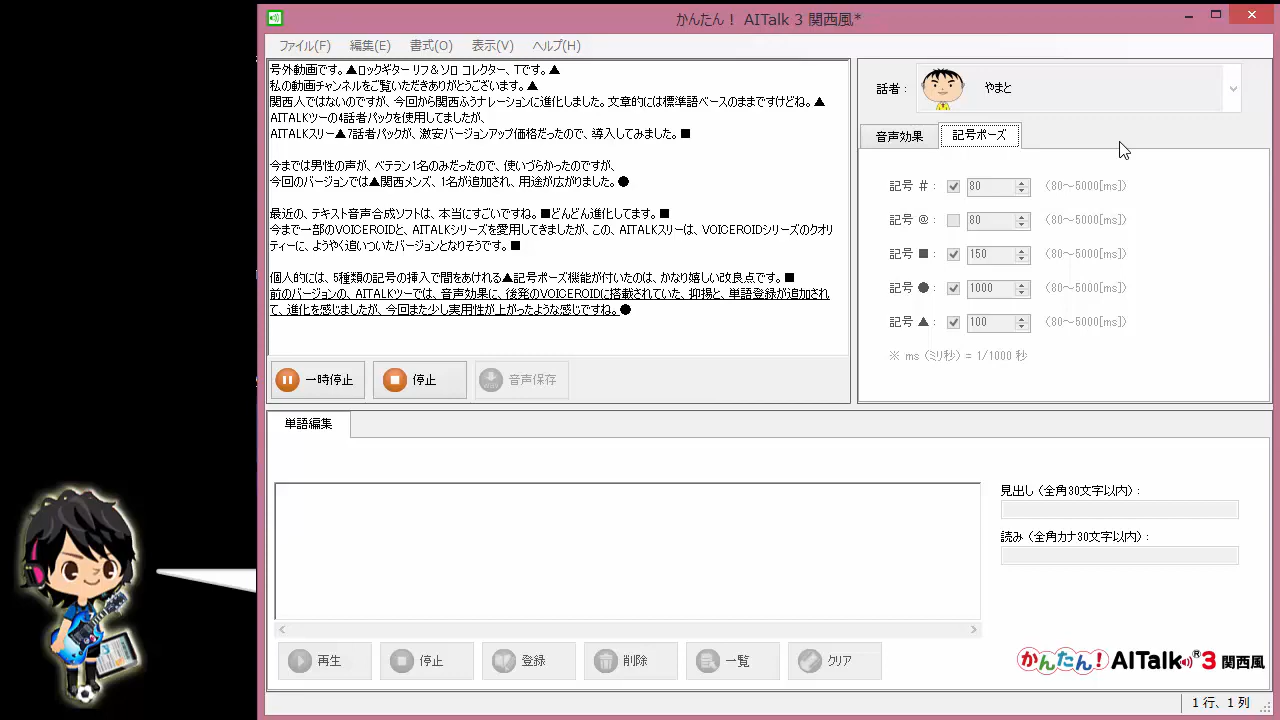 かんたん！ AITalk 3 関西風*
ファイル(F) 編集(E) 書式(O) 表示(V) ヘルプ(H)
号外動画です。▲ロックギター リフ＆ソロ コレクター、Tです。▲
私の動画チャンネルをご覧いただきありがとうございます。▲
関西人ではないのですが、今回から関西ふうナレーションに進化しました。文章的には標準語ベースのままですけどね。▲
AITALKツーの4話者パックを使用してましたが、
AITALKスリー▲7話者パックが、激安バージョンアップ価格だったので、導入してみました。■
今までは男性の声が、ベテラン1名のみだったので、使いづらかったのですが、
今回のバージョンでは▲関西メンズ、1名が追加され、用途が広がりました。●
最近の、テキスト音声合成ソフトは、本当にすごいですね。■どんどん進化してます。■
今まで一部のVOICEROIDと、AITALKシリーズを愛用してきましたが、この、AITALKスリーは、VOICEROIDシリーズのクオリ
ティーに、ようやく追いついたバージョンとなりそうです。■
個人的には、5種類の記号の挿入で間をあけれる▲記号ポーズ機能が付いたのは、かなり嬉しい改良点です。■
前のバージョンの、AITALKツーでは、音声効果に、後発のVOICEROIDに搭載されていた、抑揚と、単語登録が追加され
て、進化を感じましたが、今回また少し実用性が上がったような感じですね。●
一時停止 停止 音声保存
話者： やまと
音声効果 記号ポーズ
記号 #： 80 （80～5000[ms]）
記号 @： 80 （80～5000[ms]）
記号 ■： 150 （80～5000[ms]）
記号 ●： 1000 （80～5000[ms]）
記号 ▲： 100 （80～5000[ms]）
※ ms （ミリ秒） = 1/1000 秒
単語編集
見出し （全角30文字以内）：
読み （全角カナ30文字以内）：
再生 停止 登録 削除 一覧 クリア
かんたん！ AITalk® 3 関西風
1 行、1 列